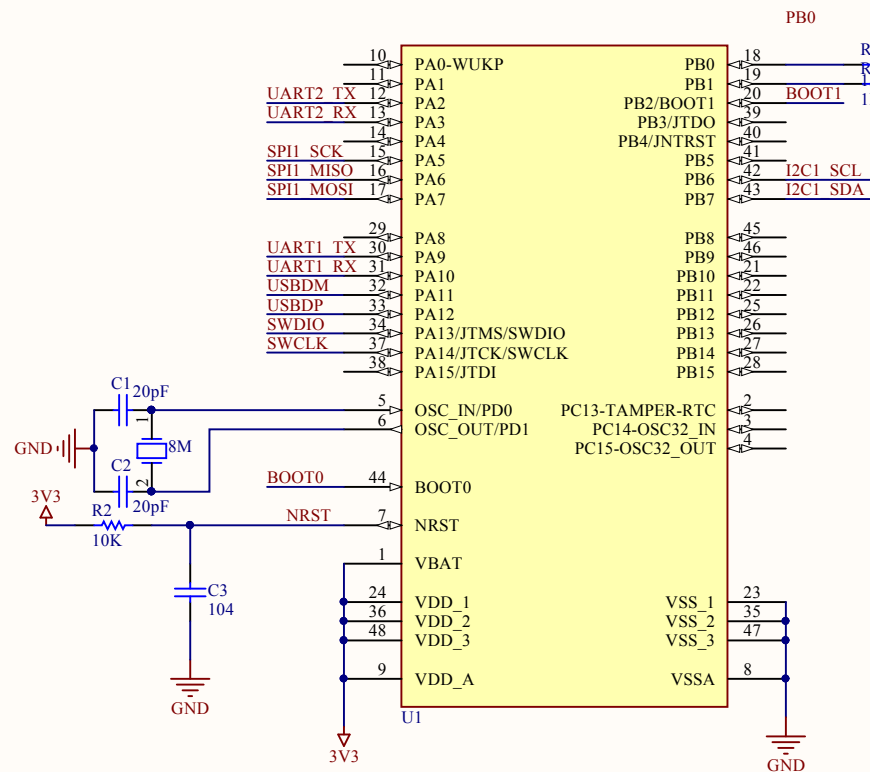 PB0
10 PA0-WUKP PB0 18 R
11 PA1 PB1 19 R
UART2_TX 12 PA2 PB2/BOOT1 20 BOOT1
UART2_RX 13 PA3 PB3/JTDO 39
14 PA4 PB4/JNTRST 40
SPI1_SCK 15 PA5 PB5 41
SPI1_MISO 16 PA6 PB6 42 I2C1_SCL
SPI1_MOSI 17 PA7 PB7 43 I2C1_SDA
29 PA8 PB8 45
UART1_TX 30 PA9 PB9 46
UART1_RX 31 PA10 PB10 21
USBDM 32 PA11 PB11 22
USBDP 33 PA12 PB12 25
SWDIO 34 PA13/JTMS/SWDIO PB13 26
SWCLK 37 PA14/JTCK/SWCLK PB14 27
38 PA15/JTDI PB15 28
C1 20pF
1
5 OSC_IN/PD0 PC13-TAMPER-RTC 2
6 OSC_OUT/PD1 PC14-OSC32_IN 3
PC15-OSC32_OUT 4
GND 8M
C2 20pF
2
BOOT0 44 BOOT0
3V3
R2
10K
NRST 7 NRST
1 VBAT
C3
104
24 VDD_1 VSS_1 23
36 VDD_2 VSS_2 35
48 VDD_3 VSS_3 47
9 VDD_A VSSA 8
GND
U1
3V3
GND